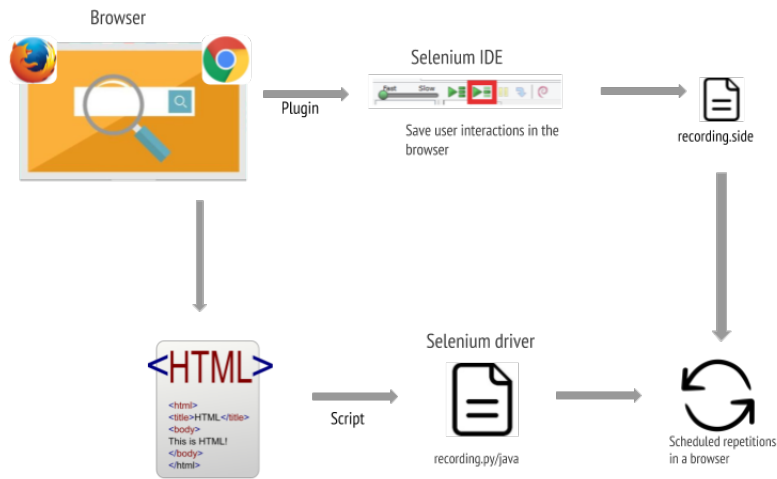 Browser
Selenium IDE
Fast
Slow
Plugin
Save user interactions in the
browser
recording.side
<HTML>
<html>
<title>HTML</title>
<body>
This is HTML!
</body>
</html>
Script
Selenium driver
recording.py/java
Scheduled repetitions
in a browser